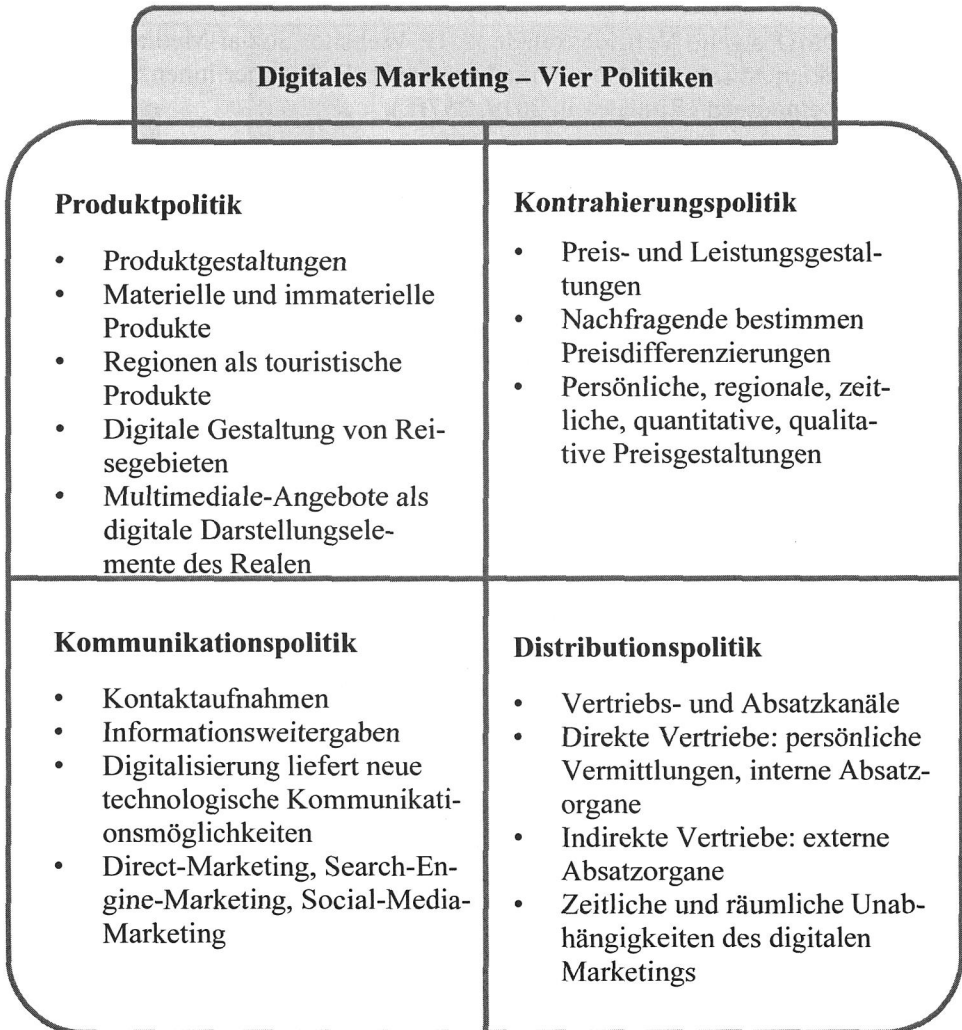 Digitales Marketing – Vier Politiken
Produktpolitik
• Produktgestaltungen
• Materielle und immaterielle
Produkte
• Regionen als touristische
Produkte
• Digitale Gestaltung von Rei-
segebieten
• Multimediale-Angebote als
digitale Darstellungsele-
mente des Realen
Kontrahierungspolitik
• Preis- und Leistungsgestal-
tungen
• Nachfragende bestimmen
Preisdifferenzierungen
• Persönliche, regionale, zeit-
liche, quantitative, qualita-
tive Preisgestaltungen
Kommunikationspolitik
• Kontaktaufnahmen
• Informationsweitergaben
• Digitalisierung liefert neue
technologische Kommunikati-
onsmöglichkeiten
• Direct-Marketing, Search-En-
gine-Marketing, Social-Media-
Marketing
Distributionspolitik
• Vertriebs- und Absatzkanäle
• Direkte Vertriebe: persönliche
Vermittlungen, interne Absatz-
organe
• Indirekte Vertriebe: externe
Absatzorgane
• Zeitliche und räumliche Unab-
hängigkeiten des digitalen
Marketings